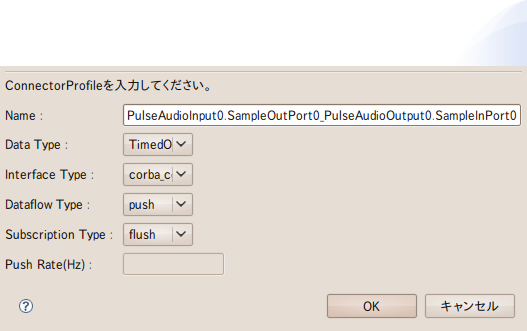 ConnectorProfileを入力してください。
Name :
PulseAudioInput0.SampleOutPort0_PulseAudioOutput0.SampleInPort0
Data Type :
TimedO
Interface Type :
corba_c
Dataflow Type :
push
Subscription Type :
flush
Push Rate(Hz) :
?
OK
キャンセル